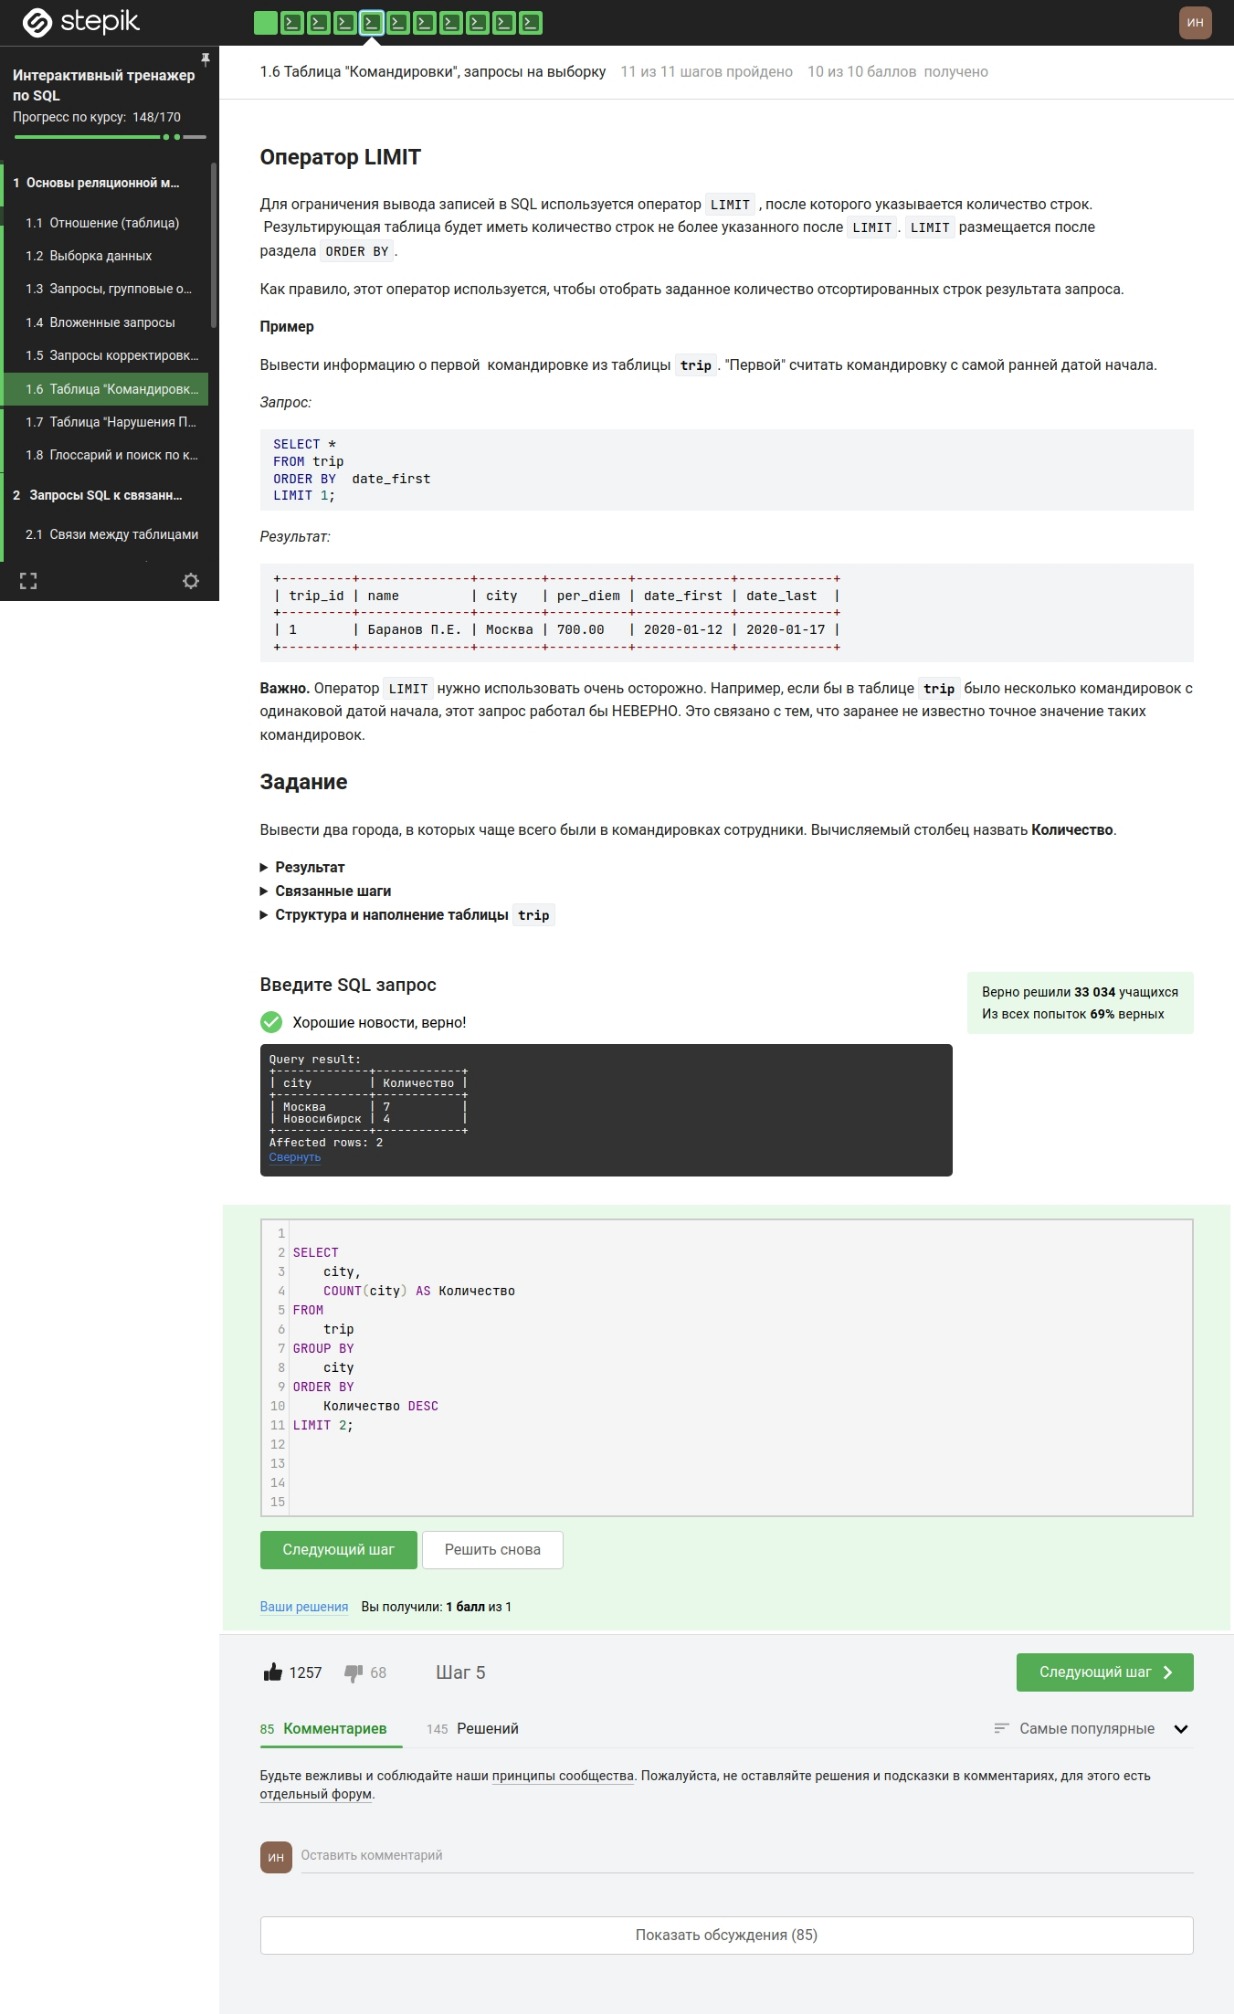 stepik
ИН
Интерактивный тренажер
по SQL
Прогресс по курсу: 148/170
1 Основы реляционной м...
1.1 Отношение (таблица)
1.2 Выборка данных
1.3 Запросы, групповые о...
1.4 Вложенные запросы
1.5 Запросы корректировк...
1.6 Таблица "Командировк...
1.7 Таблица "Нарушения П...
1.8 Глоссарий и поиск по к...
2 Запросы SQL к связанн...
2.1 Связи между таблицами
1.6 Таблица "Командировки", запросы на выборку 11 из 11 шагов пройдено 10 из 10 баллов получено
Оператор LIMIT
Для ограничения вывода записей в SQL используется оператор LIMIT , после которого указывается количество строк.
Результирующая таблица будет иметь количество строк не более указанного после LIMIT . LIMIT размещается после
раздела ORDER BY .
Как правило, этот оператор используется, чтобы отобрать заданное количество отсортированных строк результата запроса.
Пример
Вывести информацию о первой командировке из таблицы trip . "Первой" считать командировку с самой ранней датой начала.
Запрос:
SELECT *
FROM trip
ORDER BY date_first
LIMIT 1;
Результат:
+---------+--------------+--------+----------+------------+------------+
| trip_id | name         | city   | per_diem | date_first | date_last  |
+---------+--------------+--------+----------+------------+------------+
| 1       | Баранов П.Е. | Москва | 700.00   | 2020-01-12 | 2020-01-17 |
+---------+--------------+--------+----------+------------+------------+
Важно. Оператор LIMIT нужно использовать очень осторожно. Например, если бы в таблице trip было несколько командировок с
одинаковой датой начала, этот запрос работал бы НЕВЕРНО. Это связано с тем, что заранее не известно точное значение таких
командировок.
Задание
Вывести два города, в которых чаще всего были в командировках сотрудники. Вычисляемый столбец назвать Количество.
Результат
Связанные шаги
Структура и наполнение таблицы trip
Введите SQL запрос
Верно решили 33 034 учащихся
Из всех попыток 69% верных
Хорошие новости, верно!
Query result:
+-------------+------------+
| city        | Количество |
+-------------+------------+
| Москва      | 7          |
| Новосибирск | 4          |
+-------------+------------+
Affected rows: 2
Свернуть
1
2 SELECT
3     city,
4     COUNT(city) AS Количество
5 FROM
6     trip
7 GROUP BY
8     city
9 ORDER BY
10     Количество DESC
11 LIMIT 2;
12
13
14
15
Следующий шаг Решить снова
Ваши решения Вы получили: 1 балл из 1
1257 68 Шаг 5 Следующий шаг
85 Комментариев 145 Решений Самые популярные
Будьте вежливы и соблюдайте наши принципы сообщества. Пожалуйста, не оставляйте решения и подсказки в комментариях, для этого есть
отдельный форум.
ИН Оставить комментарий
Показать обсуждения (85)